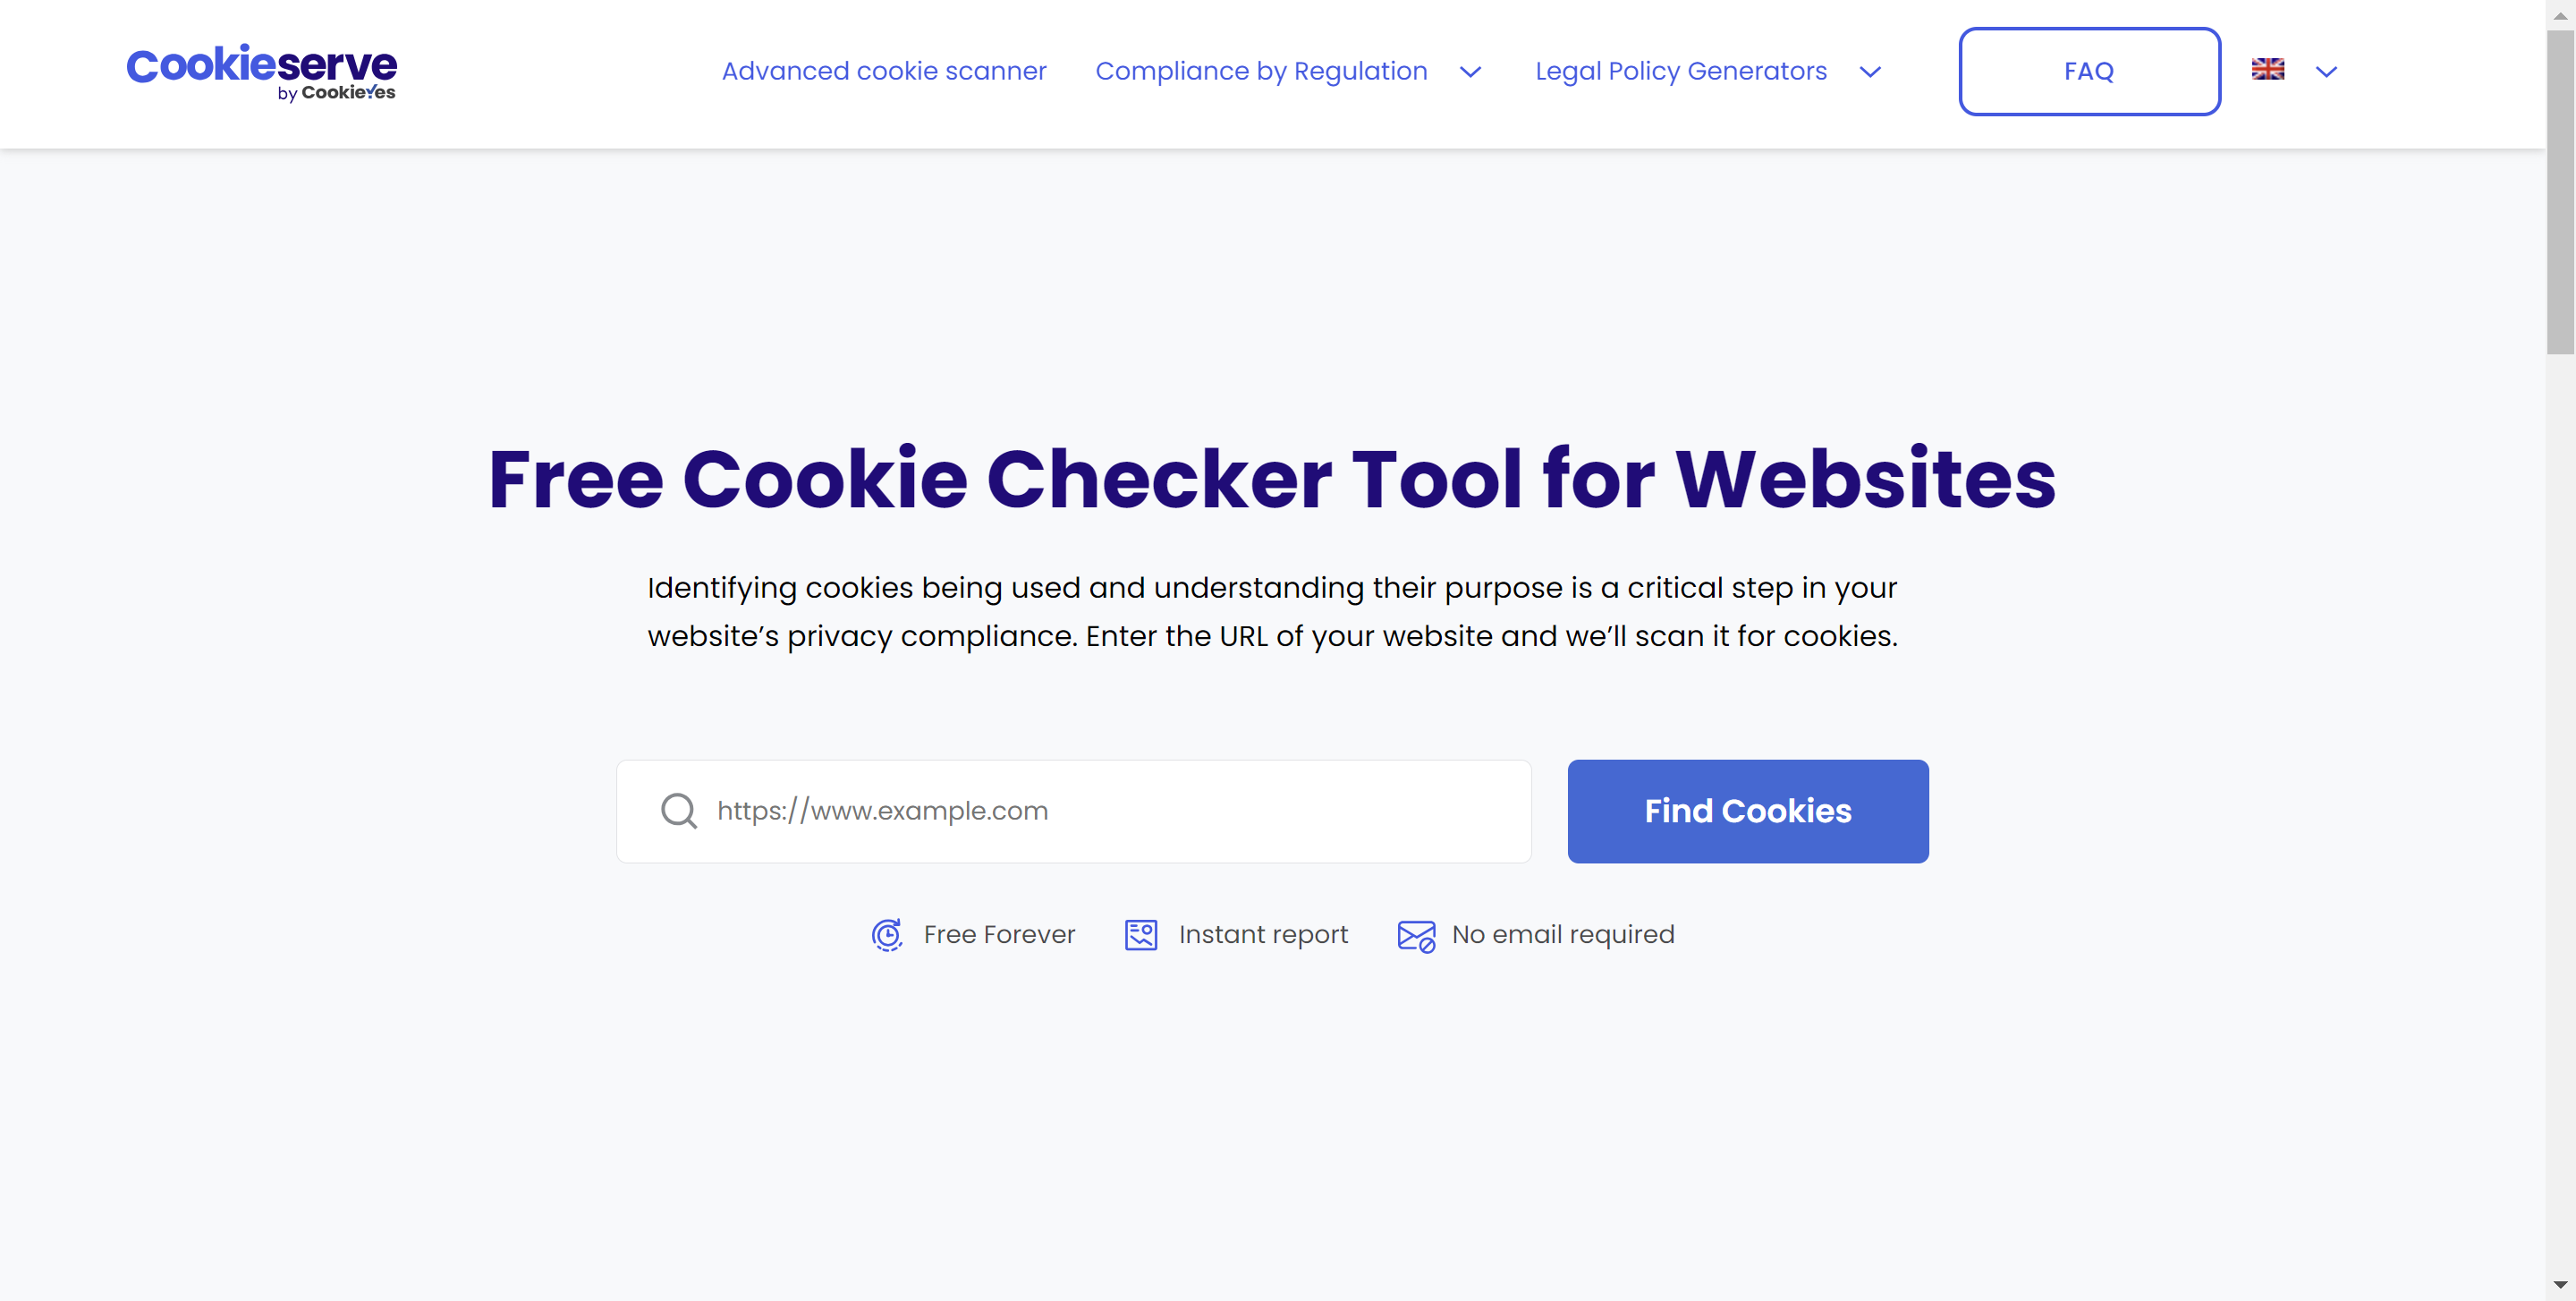 Cookieserve
by CookieYes
Advanced cookie scanner
Compliance by Regulation
Legal Policy Generators
FAQ
Free Cookie Checker Tool for Websites
Identifying cookies being used and understanding their purpose is a critical step in your
website’s privacy compliance. Enter the URL of your website and we’ll scan it for cookies.
https://www.example.com
Find Cookies
Free Forever
Instant report
No email required